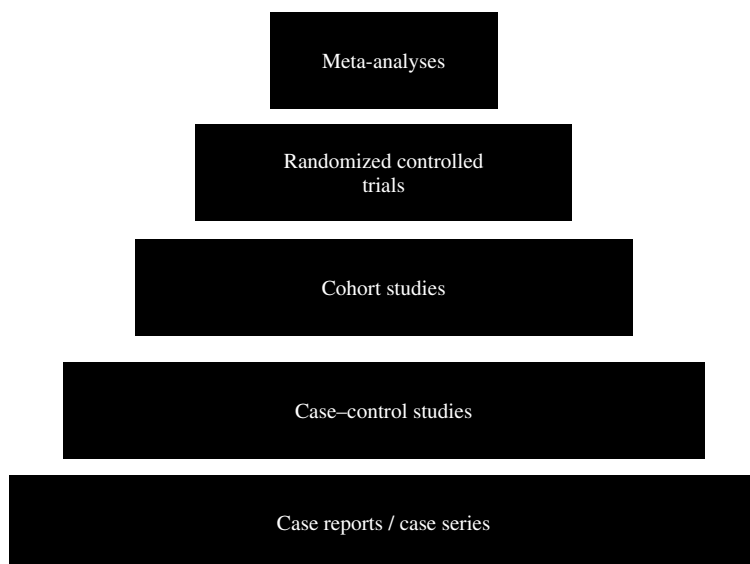 Meta-analyses
Randomized controlled
trials
Cohort studies
Case–control studies
Case reports / case series